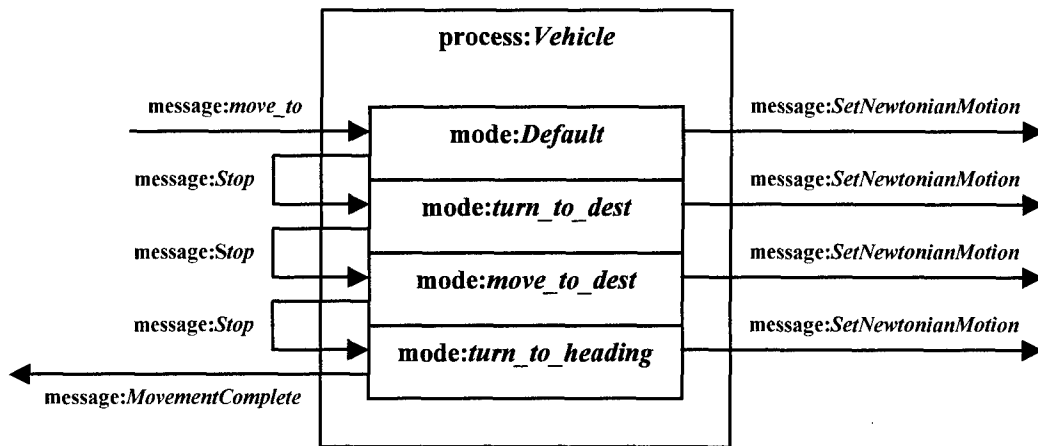 process:Vehicle
message:move_to
message:SetNewtonianMotion
mode:Default
message:Stop
message:SetNewtonianMotion
mode:turn_to_dest
message:Stop
message:SetNewtonianMotion
mode:move_to_dest
message:Stop
message:SetNewtonianMotion
mode:turn_to_heading
message:MovementComplete